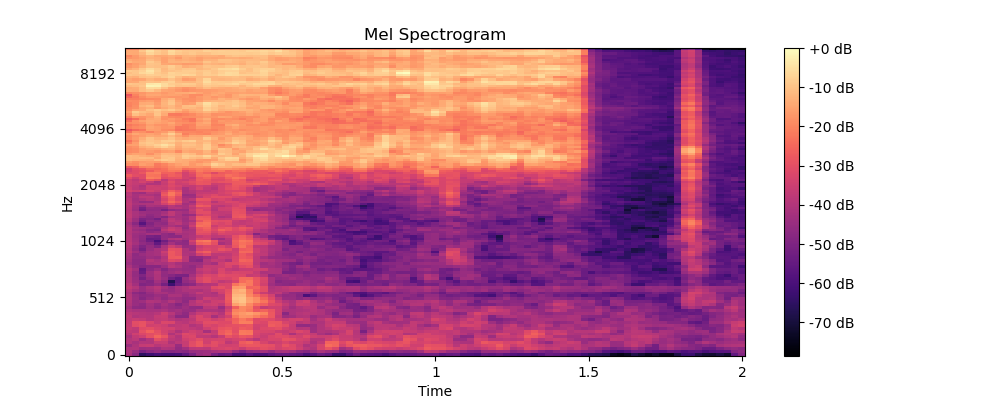 Mel Spectrogram
Hz
8192
4096
2048
1024
512
0
0 0.5 1 1.5 2
Time
+0 dB
-10 dB
-20 dB
-30 dB
-40 dB
-50 dB
-60 dB
-70 dB